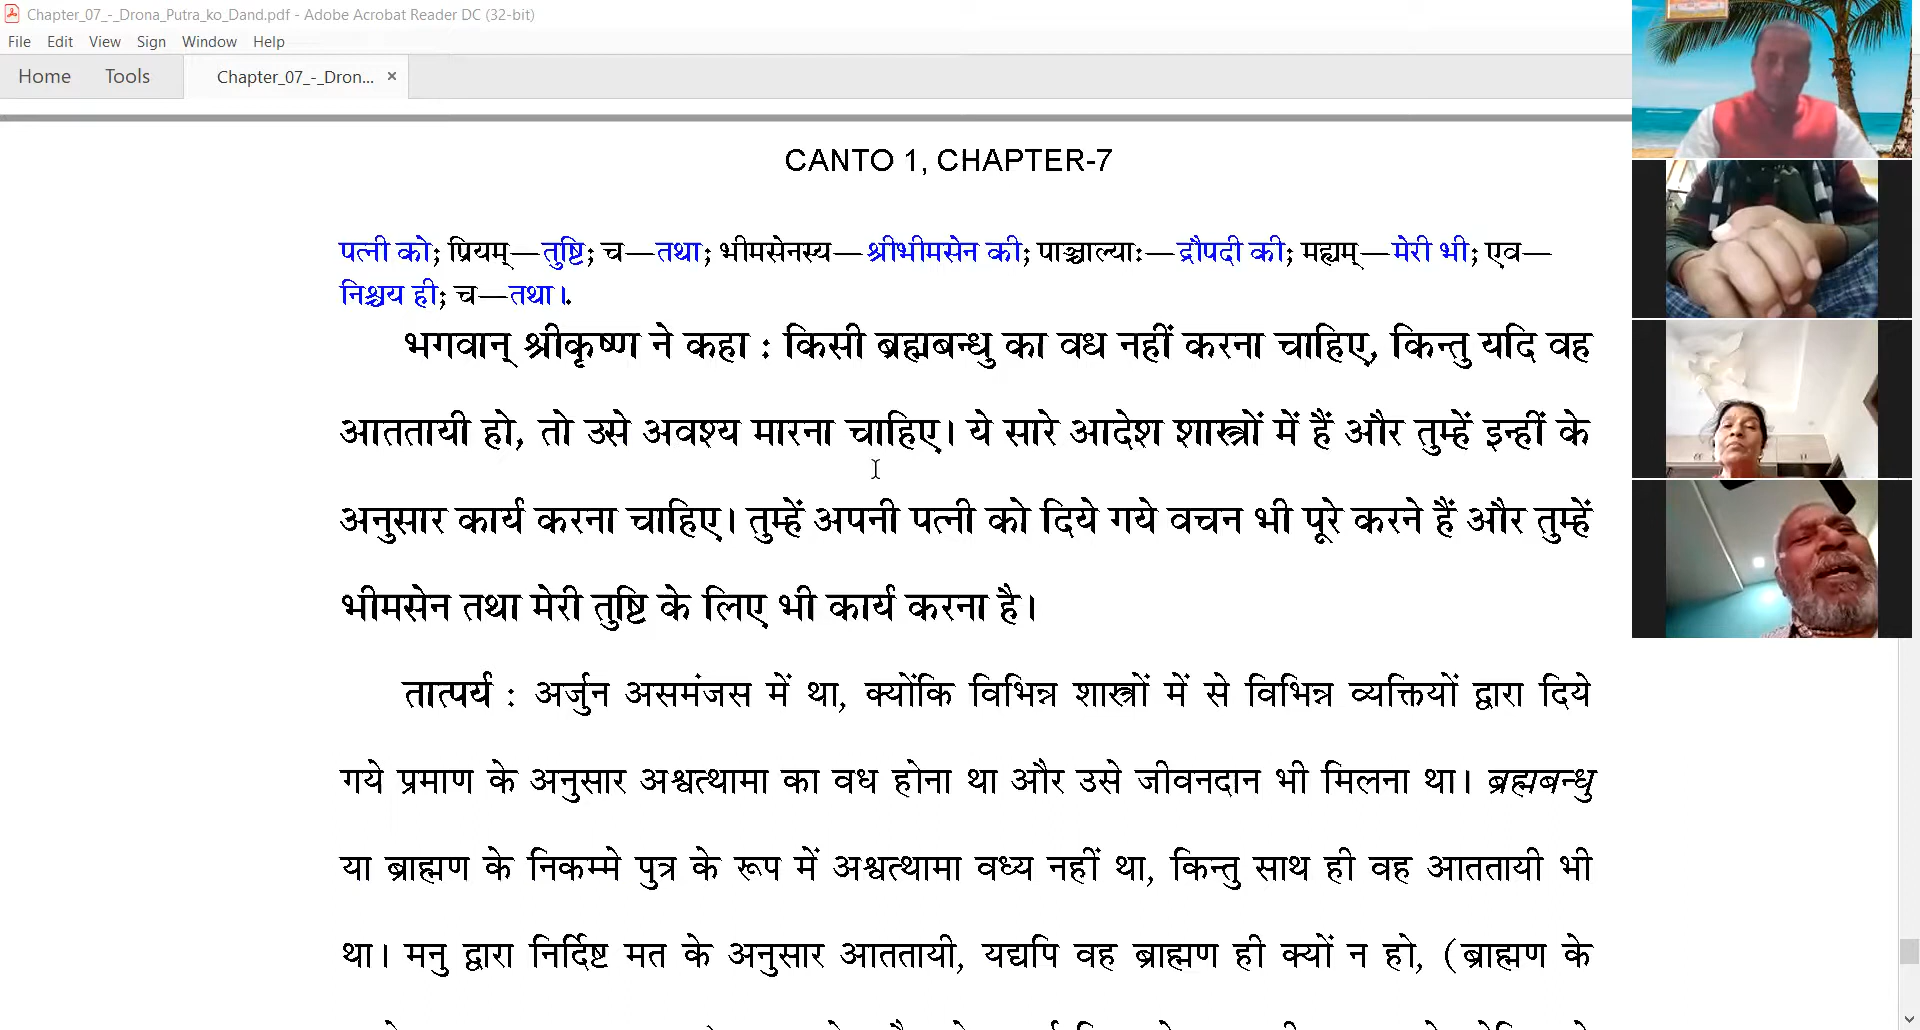 Chapter_07_-_Drona_Putra_ko_Dand.pdf - Adobe Acrobat Reader DC (32-bit)
File Edit View Sign Window Help
Home Tools Chapter_07_-_Dron... ×
CANTO 1, CHAPTER-7
पत्नी को; प्रियम्—तुष्टि; च—तथा; भीमसेनस्य—श्रीभीमसेन की; पाञ्चाल्याः—द्रौपदी की; मह्यम्—मेरी भी; एव—
निश्चय ही; च—तथा।.
भगवान् श्रीकृष्ण ने कहा : किसी ब्रह्मबन्धु का वध नहीं करना चाहिए, किन्तु यदि वह
आततायी हो, तो उसे अवश्य मारना चाहिए। ये सारे आदेश शास्त्रों में हैं और तुम्हें इन्हीं के
अनुसार कार्य करना चाहिए। तुम्हें अपनी पत्नी को दिये गये वचन भी पूरे करने हैं और तुम्हें
भीमसेन तथा मेरी तुष्टि के लिए भी कार्य करना है।
तात्पर्य : अर्जुन असमंजस में था, क्योंकि विभिन्न शास्त्रों में से विभिन्न व्यक्तियों द्वारा दिये
गये प्रमाण के अनुसार अश्वत्थामा का वध होना था और उसे जीवनदान भी मिलना था। ब्रह्मबन्धु
या ब्राह्मण के निकम्मे पुत्र के रूप में अश्वत्थामा वध्य नहीं था, किन्तु साथ ही वह आततायी भी
था। मनु द्वारा निर्दिष्ट मत के अनुसार आततायी, यद्यपि वह ब्राह्मण ही क्यों न हो, (ब्राह्मण के